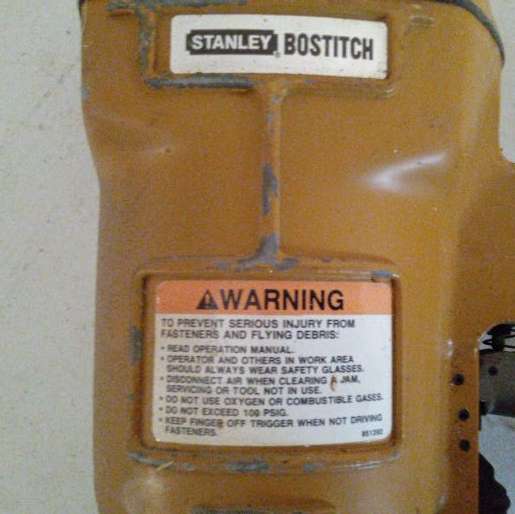 STANLEY BOSTITCH
WARNING
TO PREVENT SERIOUS INJURY FROM
FASTENERS AND FLYING DEBRIS:
• READ OPERATION MANUAL.
• OPERATOR AND OTHERS IN WORK AREA
SHOULD ALWAYS WEAR SAFETY GLASSES.
• DISCONNECT AIR WHEN CLEARING A JAM,
SERVICING OR TOOL NOT IN USE.
• DO NOT USE OXYGEN OR COMBUSTIBLE GASES.
• DO NOT EXCEED 100 PSIG.
• KEEP FINGER OFF TRIGGER WHEN NOT DRIVING
FASTENERS.